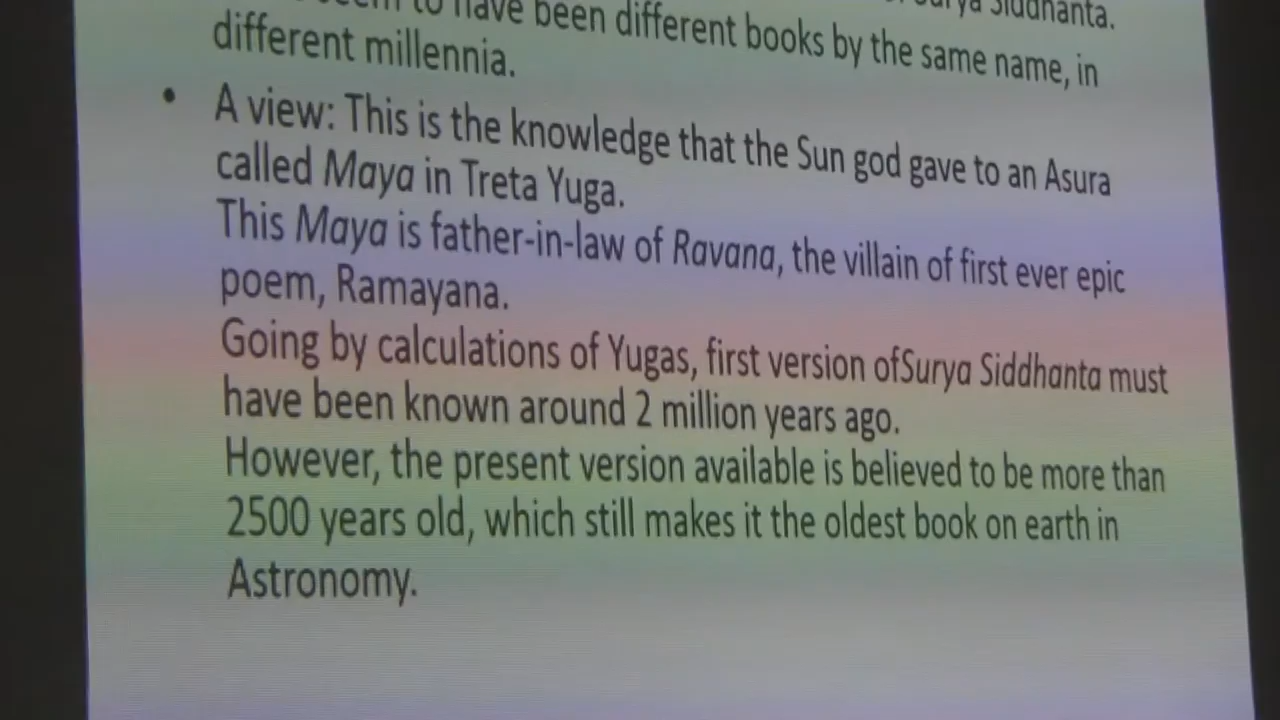 to have been different books by the same name, in
different millennia.
• A view: This is the knowledge that the Sun god gave to an Asura
called Maya in Treta Yuga.
This Maya is father-in-law of Ravana, the villain of first ever epic
poem, Ramayana.
Going by calculations of Yugas, first version ofSurya Siddhanta must
have been known around 2 million years ago.
However, the present version available is believed to be more than
2500 years old, which still makes it the oldest book on earth in
Astronomy.